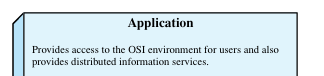 Application
Provides access to the OSI environment for users and also
provides distributed information services.